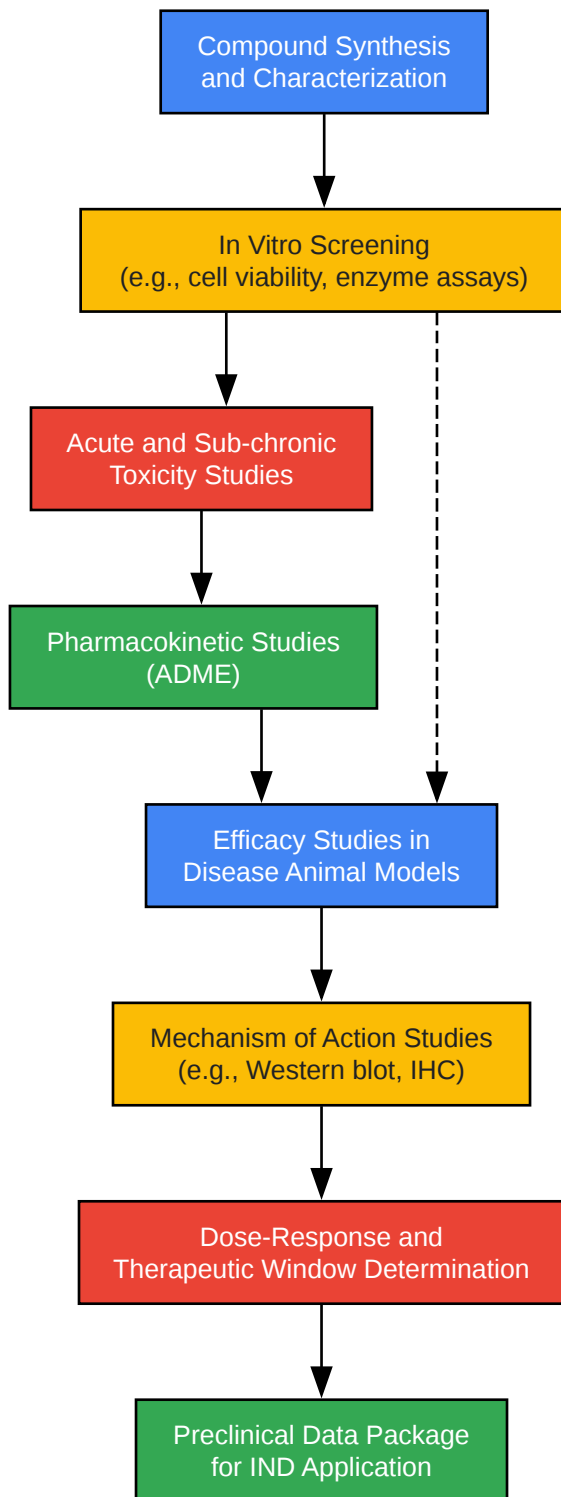 Compound Synthesis
and Characterization
In Vitro Screening
(e.g., cell viability, enzyme assays)
Acute and Sub-chronic
Toxicity Studies
Pharmacokinetic Studies
(ADME)
Efficacy Studies in
Disease Animal Models
Mechanism of Action Studies
(e.g., Western blot, IHC)
Dose-Response and
Therapeutic Window Determination
Preclinical Data Package
for IND Application